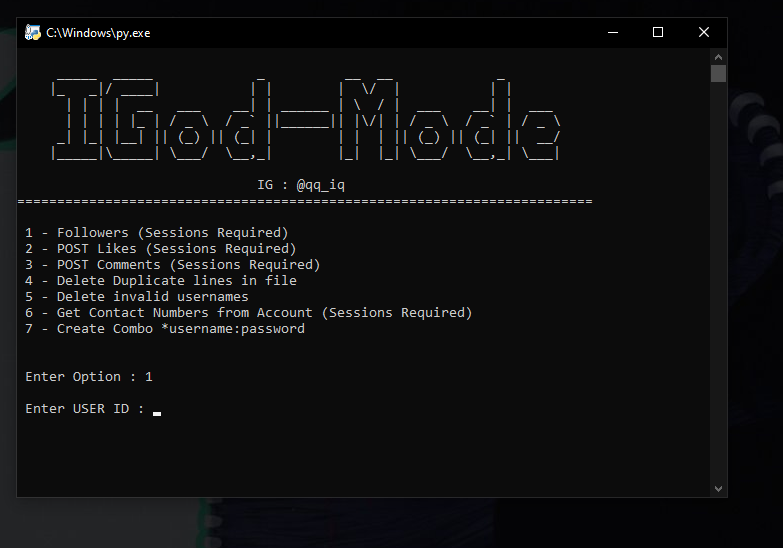 C:\Windows\py.exe
IGod-Mode
IG : @qq_iq
========================================================================
1 - Followers (Sessions Required)
2 - POST Likes (Sessions Required)
3 - POST Comments (Sessions Required)
4 - Delete Duplicate lines in file
5 - Delete invalid usernames
6 - Get Contact Numbers from Account (Sessions Required)
7 - Create Combo *username:password
Enter Option : 1
Enter USER ID :